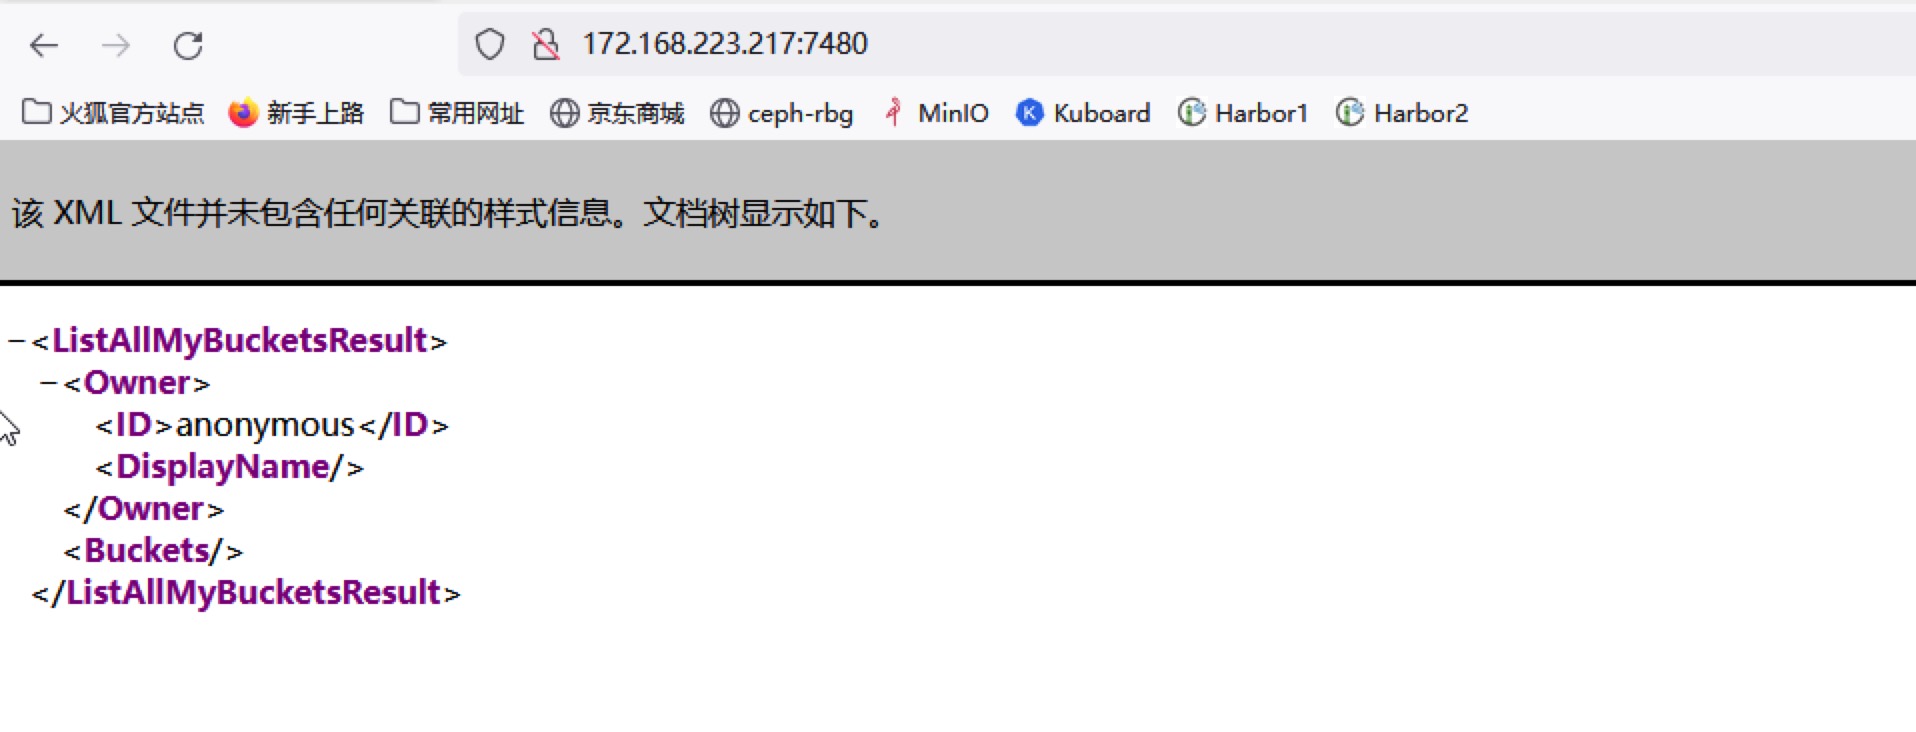 172.168.223.217:7480
火狐官方站点 新手上路 常用网址 京东商城 ceph-rbg MinIO Kuboard Harbor1 Harbor2
该 XML 文件并未包含任何关联的样式信息。文档树显示如下。
−<ListAllMyBucketsResult>
−<Owner>
<ID>anonymous</ID>
<DisplayName/>
</Owner>
<Buckets/>
</ListAllMyBucketsResult>